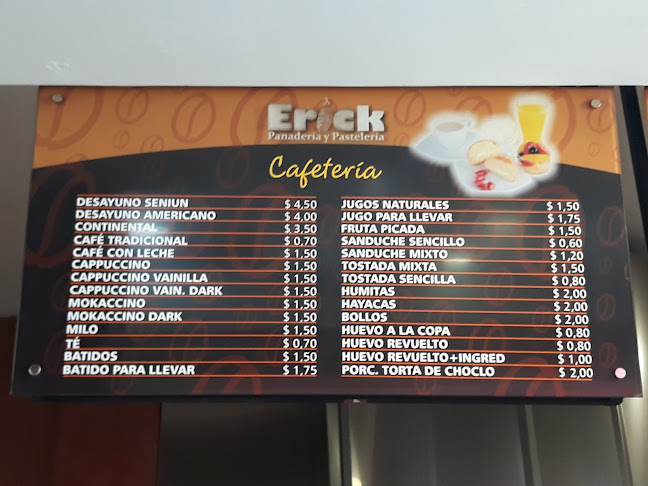 Erick
Panadería y Pastelería
Cafetería
DESAYUNO SENIUN $ 4,50
DESAYUNO AMERICANO $ 4,00
CONTINENTAL $ 3,50
CAFÉ TRADICIONAL $ 0,70
CAFÉ CON LECHE $ 1,50
CAPPUCCINO $ 1,50
CAPPUCCINO VAINILLA $ 1,50
CAPPUCCINO VAIN. DARK $ 1,50
MOKACCINO $ 1,50
MOKACCINO DARK $ 1,50
MILO $ 1,50
TÉ $ 0,70
BATIDOS $ 1,50
BATIDO PARA LLEVAR $ 1,75
JUGOS NATURALES $ 1,50
JUGO PARA LLEVAR $ 1,75
FRUTA PICADA $ 1,50
SANDUCHE SENCILLO $ 0,60
SANDUCHE MIXTO $ 1,20
TOSTADA MIXTA $ 1,50
TOSTADA SENCILLA $ 0,80
HUMITAS $ 2,00
HAYACAS $ 2,00
BOLLOS $ 2,00
HUEVO A LA COPA $ 0,80
HUEVO REVUELTO $ 0,80
HUEVO REVUELTO+INGRED $ 1,00
PORC. TORTA DE CHOCLO $ 2,00